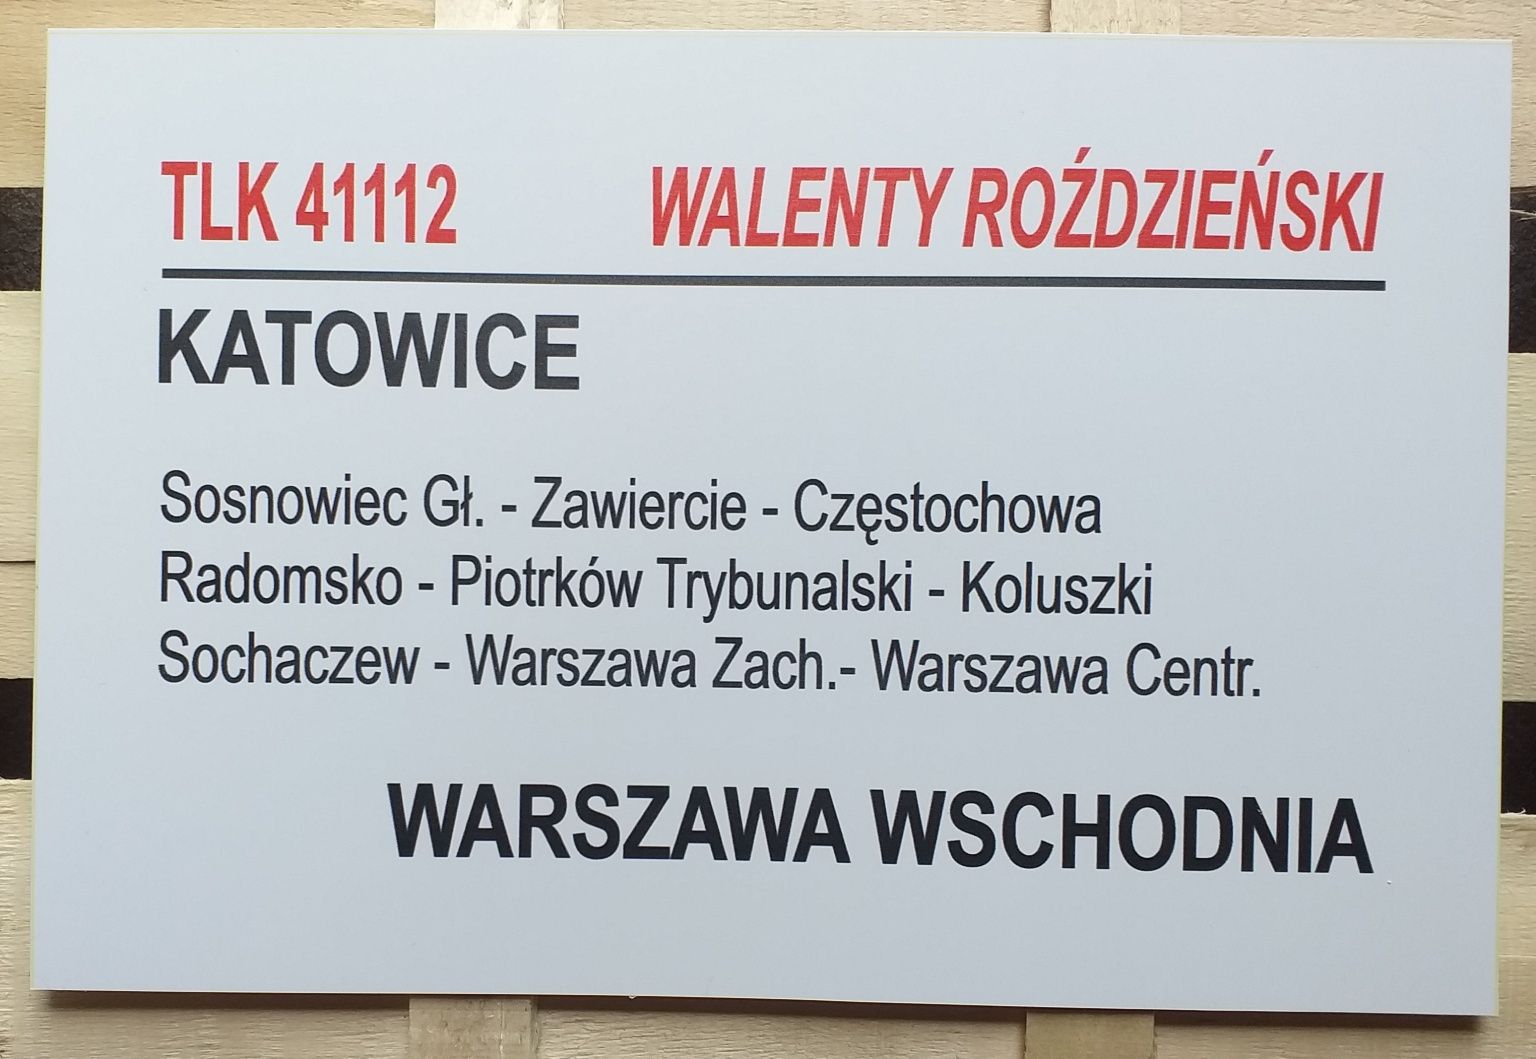 TLK 41112 WALENTY ROŹDZIEŃSKI
KATOWICE
Sosnowiec Gł. - Zawiercie - Częstochowa
Radomsko - Piotrków Trybunalski - Koluszki
Sochaczew - Warszawa Zach.- Warszawa Centr.
WARSZAWA WSCHODNIA